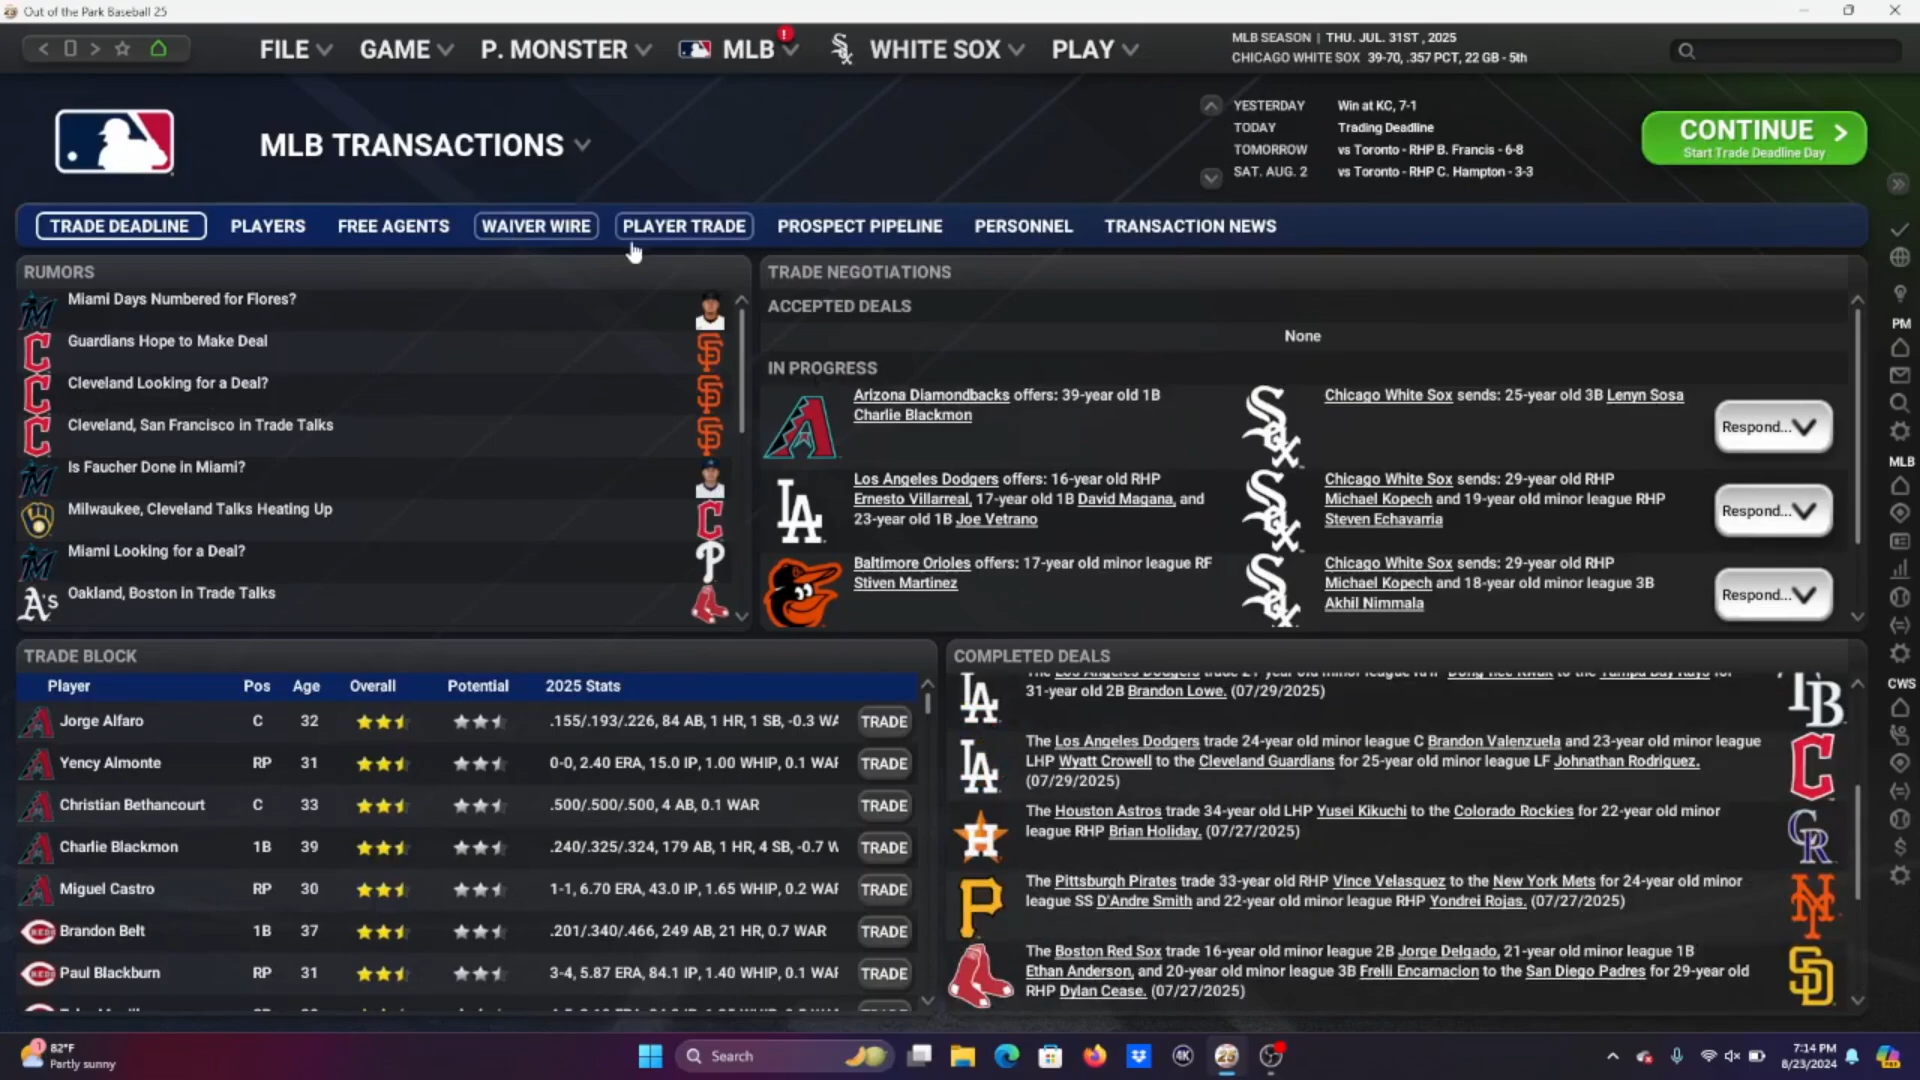 Out of the Park Baseball 25
FILE GAME P. MONSTER MLB WHITE SOX PLAY
MLB SEASON | THU. JUL. 31ST , 2025
CHICAGO WHITE SOX 39-70, .357 PCT, 22 GB - 5th
MLB TRANSACTIONS
YESTERDAY Win at KC, 7-1
TODAY Trading Deadline
TOMORROW vs Toronto - RHP B. Francis - 6-8
SAT. AUG. 2 vs Toronto - RHP C. Hampton - 3-3
CONTINUE
Start Trade Deadline Day
TRADE DEADLINE PLAYERS FREE AGENTS WAIVER WIRE PLAYER TRADE PROSPECT PIPELINE PERSONNEL TRANSACTION NEWS
RUMORS
Miami Days Numbered for Flores?
Guardians Hope to Make Deal
Cleveland Looking for a Deal?
Cleveland, San Francisco in Trade Talks
Is Faucher Done in Miami?
Milwaukee, Cleveland Talks Heating Up
Miami Looking for a Deal?
Oakland, Boston in Trade Talks
TRADE NEGOTIATIONS
ACCEPTED DEALS
None
IN PROGRESS
Arizona Diamondbacks offers: 39-year old 1B
Charlie Blackmon
Chicago White Sox sends: 25-year old 3B Lenyn Sosa
Respond...
Los Angeles Dodgers offers: 16-year old RHP
Ernesto Villarreal, 17-year old 1B David Magana, and
23-year old 1B Joe Vetrano
Chicago White Sox sends: 29-year old RHP
Michael Kopech and 19-year old minor league RHP
Steven Echavarria
Respond...
Baltimore Orioles offers: 17-year old minor league RF
Stiven Martinez
Chicago White Sox sends: 29-year old RHP
Michael Kopech and 18-year old minor league 3B
Akhil Nimmala
Respond...
TRADE BLOCK
Player Pos Age Overall Potential 2025 Stats
Jorge Alfaro C 32 .155/.193/.226, 84 AB, 1 HR, 1 SB, -0.3 WA TRADE
Yency Almonte RP 31 0-0, 2.40 ERA, 15.0 IP, 1.00 WHIP, 0.1 WAR TRADE
Christian Bethancourt C 33 .500/.500/.500, 4 AB, 0.1 WAR TRADE
Charlie Blackmon 1B 39 .240/.325/.324, 179 AB, 1 HR, 4 SB, -0.7 W TRADE
Miguel Castro RP 30 1-1, 6.70 ERA, 43.0 IP, 1.65 WHIP, 0.2 WAR TRADE
Brandon Belt 1B 37 .201/.340/.466, 249 AB, 21 HR, 0.7 WAR TRADE
Paul Blackburn RP 31 3-4, 5.87 ERA, 84.1 IP, 1.40 WHIP, 0.1 WAR TRADE
COMPLETED DEALS
31-year old 2B Brandon Lowe. (07/29/2025)
The Los Angeles Dodgers trade 24-year old minor league C Brandon Valenzuela and 23-year old minor league
LHP Wyatt Crowell to the Cleveland Guardians for 25-year old minor league LF Johnathan Rodriguez.
(07/29/2025)
The Houston Astros trade 34-year old LHP Yusei Kikuchi to the Colorado Rockies for 22-year old minor
league RHP Brian Holiday. (07/27/2025)
The Pittsburgh Pirates trade 33-year old RHP Vince Velasquez to the New York Mets for 24-year old minor
league SS D'Andre Smith and 22-year old minor league RHP Yondrei Rojas. (07/27/2025)
The Boston Red Sox trade 16-year old minor league 2B Jorge Delgado, 21-year old minor league 1B
Ethan Anderson, and 20-year old minor league 3B Freili Encarnacion to the San Diego Padres for 29-year old
RHP Dylan Cease. (07/27/2025)
PM
MLB
CWS
82°F
Partly sunny
Search
4K
25
7:14 PM
8/23/2024